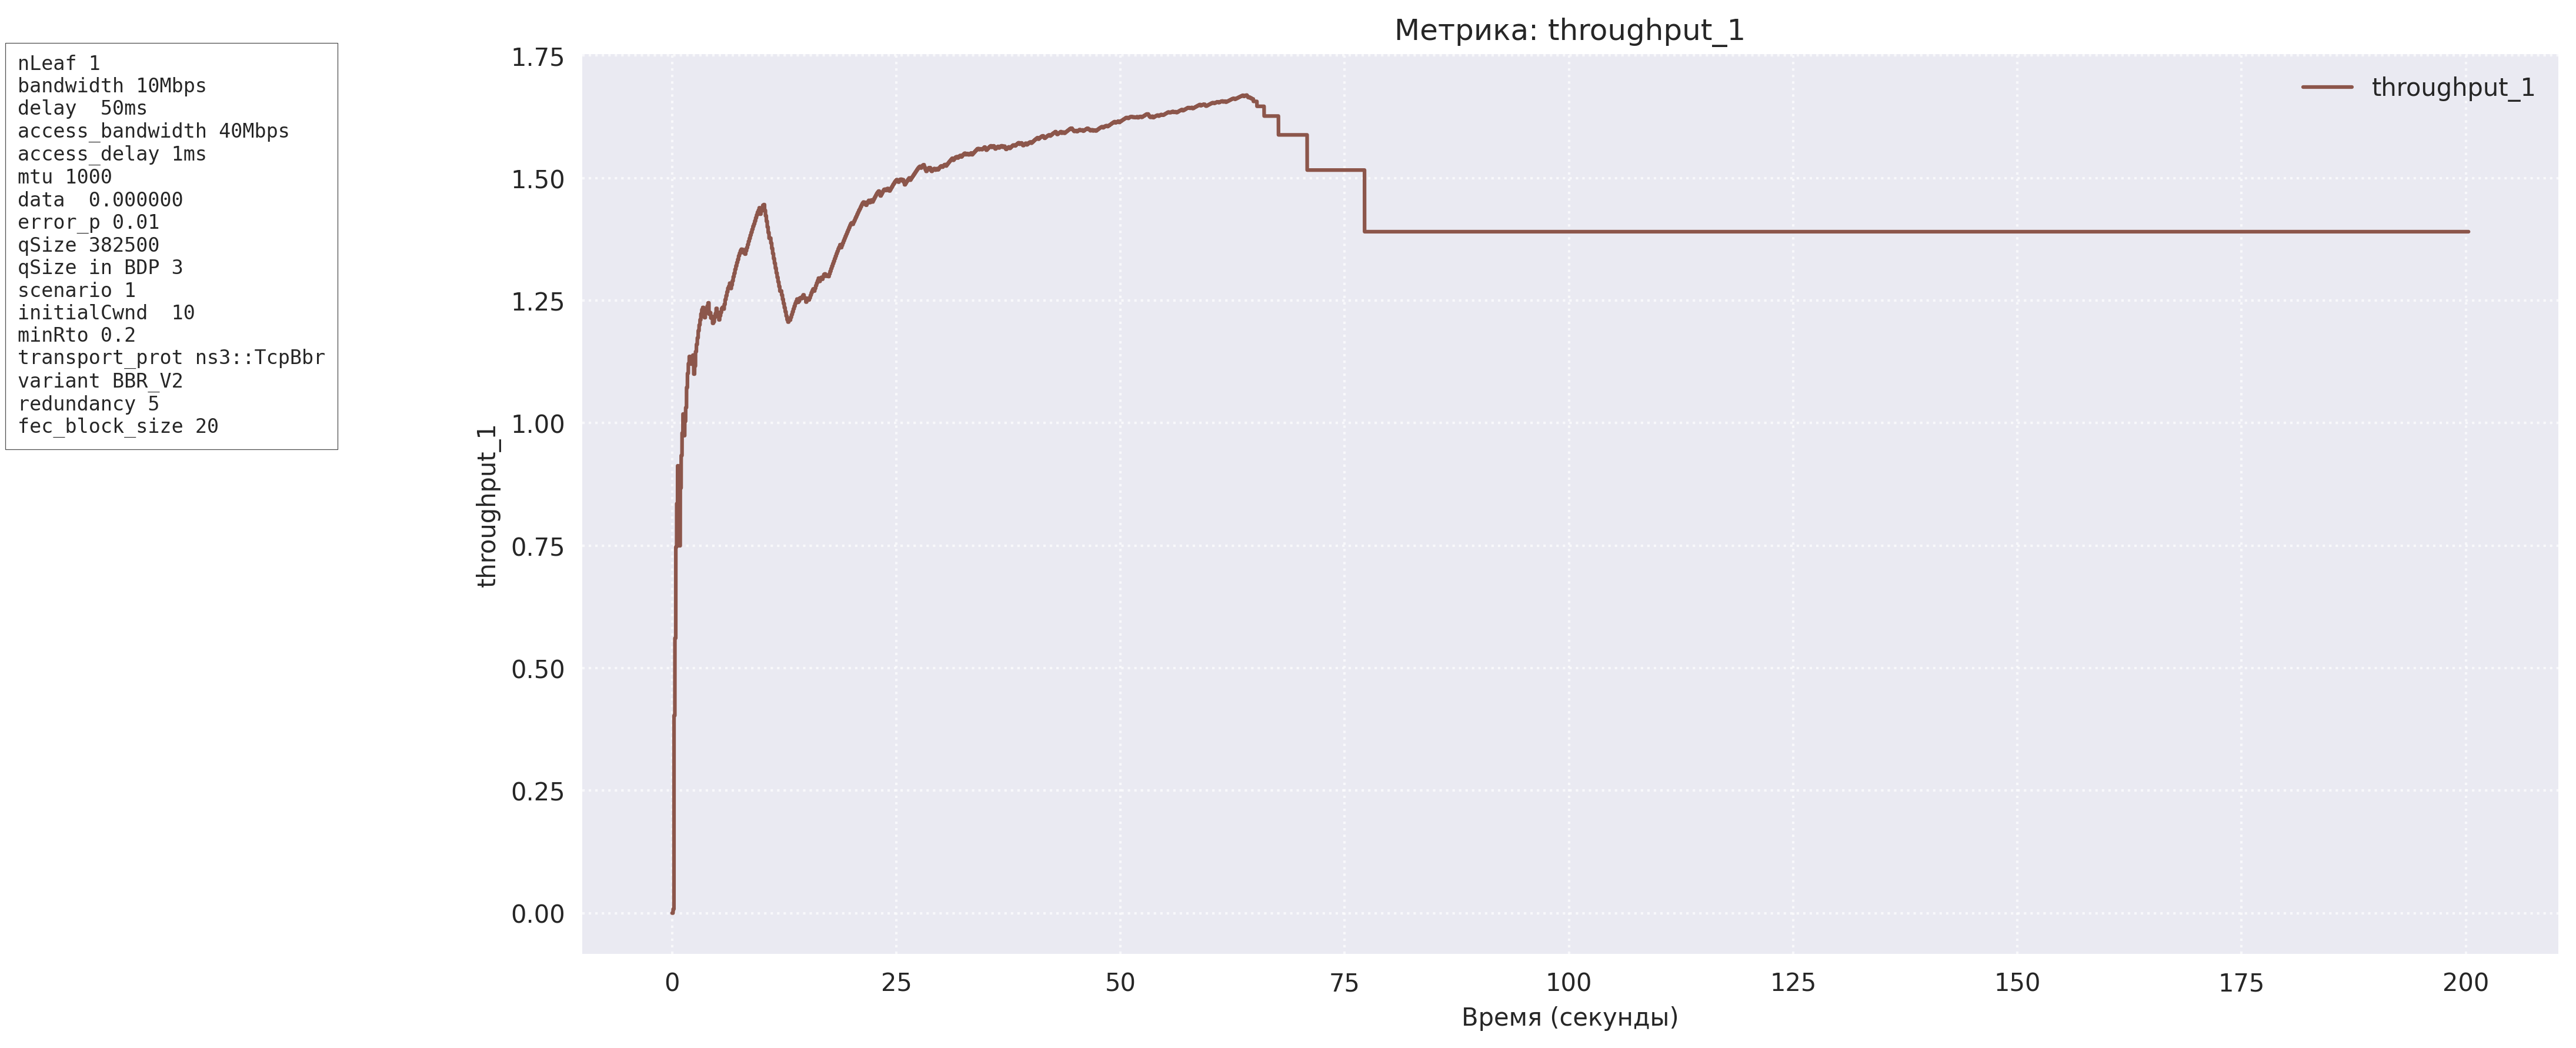 nLeaf 1
bandwidth 10Mbps
delay  50ms
access_bandwidth 40Mbps
access_delay 1ms
mtu 1000
data  0.000000
error_p 0.01
qSize 382500
qSize in BDP 3
scenario 1
initialCwnd  10
minRto 0.2
transport_prot ns3::TcpBbr
variant BBR_V2
redundancy 5
fec_block_size 20
Метрика: throughput_1
throughput_1
throughput_1
1.75
1.50
1.25
1.00
0.75
0.50
0.25
0.00
0 25 50 75 100 125 150 175 200
Время (секунды)